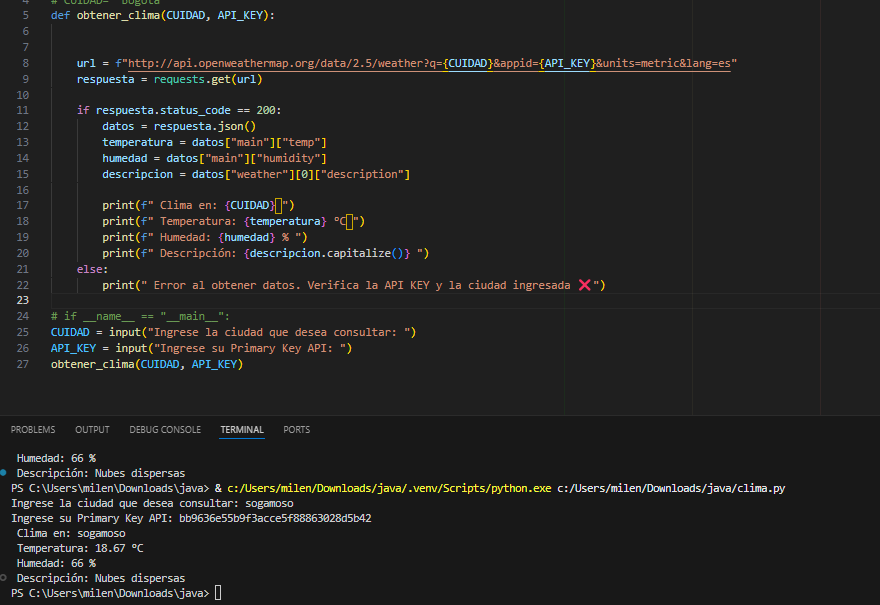 4 # CUIDAD= "Bogota"
5 def obtener_clima(CUIDAD, API_KEY):
6
7
8 url = f"http://api.openweathermap.org/data/2.5/weather?q={CUIDAD}&appid={API_KEY}&units=metric&lang=es"
9 respuesta = requests.get(url)
10
11 if respuesta.status_code == 200:
12 datos = respuesta.json()
13 temperatura = datos["main"]["temp"]
14 humedad = datos["main"]["humidity"]
15 descripcion = datos["weather"][0]["description"]
16
17 print(f" Clima en: {CUIDAD} ")
18 print(f" Temperatura: {temperatura} °C ")
19 print(f" Humedad: {humedad} % ")
20 print(f" Descripción: {descripcion.capitalize()} ")
21 else:
22 print(" Error al obtener datos. Verifica la API KEY y la ciudad ingresada ❌")
23
24 # if __name__ == "__main__":
25 CUIDAD = input("Ingrese la ciudad que desea consultar: ")
26 API_KEY = input("Ingrese su Primary Key API: ")
27 obtener_clima(CUIDAD, API_KEY)
PROBLEMS OUTPUT DEBUG CONSOLE TERMINAL PORTS
Humedad: 66 %
Descripción: Nubes dispersas
PS C:\Users\milen\Downloads\java> & c:/Users/milen/Downloads/java/.venv/Scripts/python.exe c:/Users/milen/Downloads/java/clima.py
Ingrese la ciudad que desea consultar: sogamoso
Ingrese su Primary Key API: bb9636e55b9f3acce5f88863028d5b42
Clima en: sogamoso
Temperatura: 18.67 °C
Humedad: 66 %
Descripción: Nubes dispersas
PS C:\Users\milen\Downloads\java>